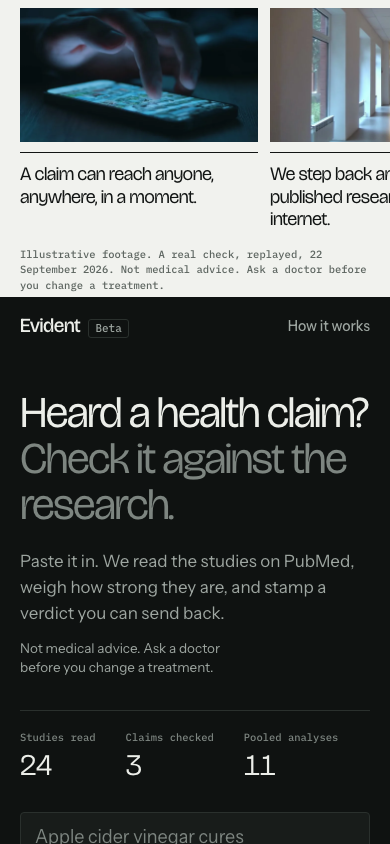 A claim can reach anyone,
anywhere, in a moment.
We step back an
published resear
internet.
Illustrative footage. A real check, replayed, 22
September 2026. Not medical advice. Ask a doctor before
you change a treatment.
Evident
Beta
How it works
Heard a health claim?
Check it against the
research.
Paste it in. We read the studies on PubMed,
weigh how strong they are, and stamp a
verdict you can send back.
Not medical advice. Ask a doctor
before you change a treatment.
Studies read
Claims checked
Pooled analyses
24
3
11
Apple cider vinegar cures